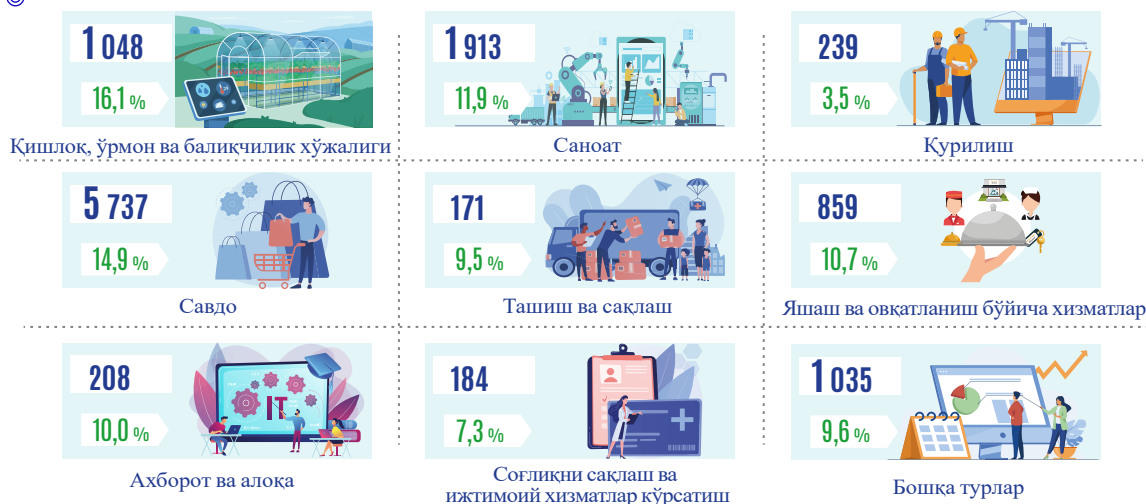 ©
1 048
16,1 %
Қишлоқ, ўрмон ва балиқчилик хўжалиги
1 913
11,9 %
Саноат
239
3,5 %
Қурилиш
5 737
14,9 %
Савдо
171
9,5 %
Ташиш ва сақлаш
859
10,7 %
Яшаш ва овқатланиш бўйича хизматлар
208
10,0 %
IT
Ахборот ва алоқа
184
7,3 %
Соғлиқни сақлаш ва
ижтимоий хизматлар кўрсатиш
1 035
9,6 %
Бошқа турлар